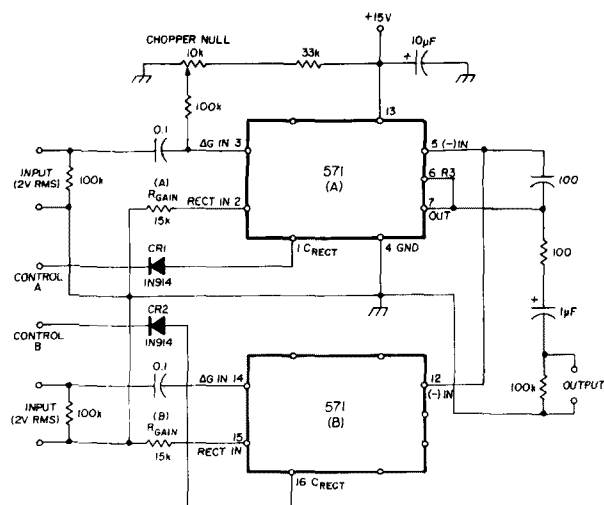 +15V
CHOPPER NULL
10k
33k
10µF
+
100k
13
0.1
ΔG IN 3
5 (-) IN
INPUT
(2V RMS)
100k
571
(A)
6 R3
100
(A)
RGAIN
15k
RECT IN 2
7
OUT
CR1
1N914
1 CRECT
4 GND
100
CONTROL
A
+
1µF
CR2
1N914
CONTROL
B
0.1
ΔG IN 14
12
(-) IN
100k
OUTPUT
INPUT
(2V RMS)
100k
571
(B)
(B)
RGAIN
15k
15
RECT IN
16 CRECT